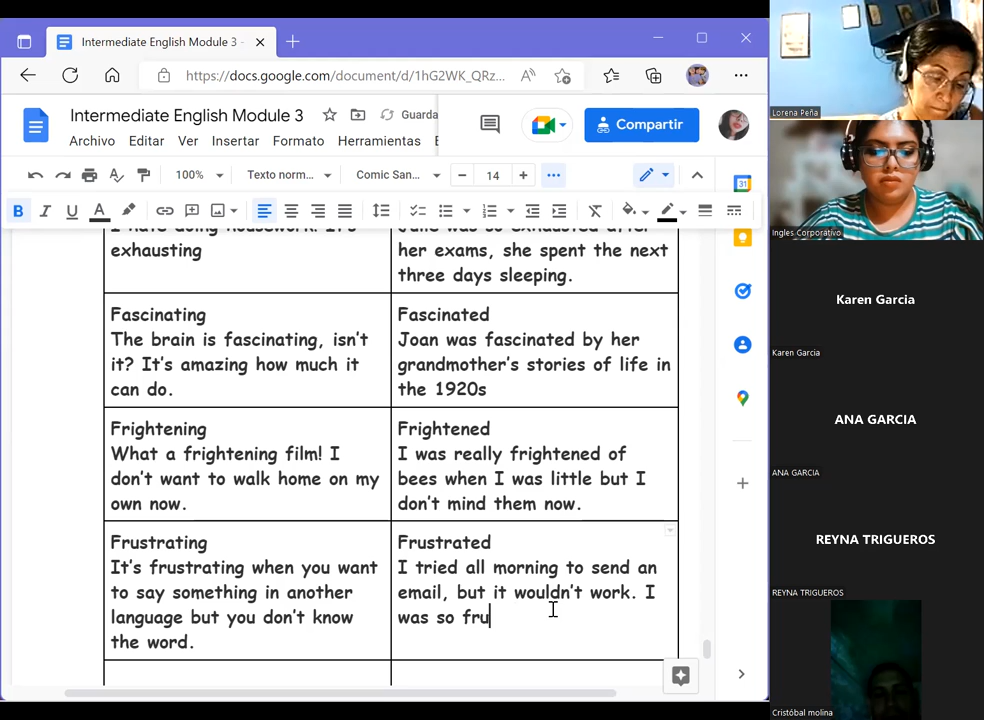 Intermediate English Module 3 -
https://docs.google.com/document/d/1hG2WK_QRz...
Intermediate English Module 3
Guarda
Archivo Editar Ver Insertar Formato Herramientas
Compartir
100% Texto norm... Comic San... 14
exhausting
her exams, she spent the next
three days sleeping.
Fascinating
The brain is fascinating, isn't
it? It's amazing how much it
can do.
Fascinated
Joan was fascinated by her
grandmother's stories of life in
the 1920s
Frightening
What a frightening film! I
don't want to walk home on my
own now.
Frightened
I was really frightened of
bees when I was little but I
don't mind them now.
Frustrating
It's frustrating when you want
to say something in another
language but you don't know
the word.
Frustrated
I tried all morning to send an
email, but it wouldn't work. I
was so fru
Lorena Peña
Ingles Corporativo
Karen Garcia
Karen Garcia
ANA GARCIA
ANA GARCIA
REYNA TRIGUEROS
REYNA TRIGUEROS
Cristóbal molina